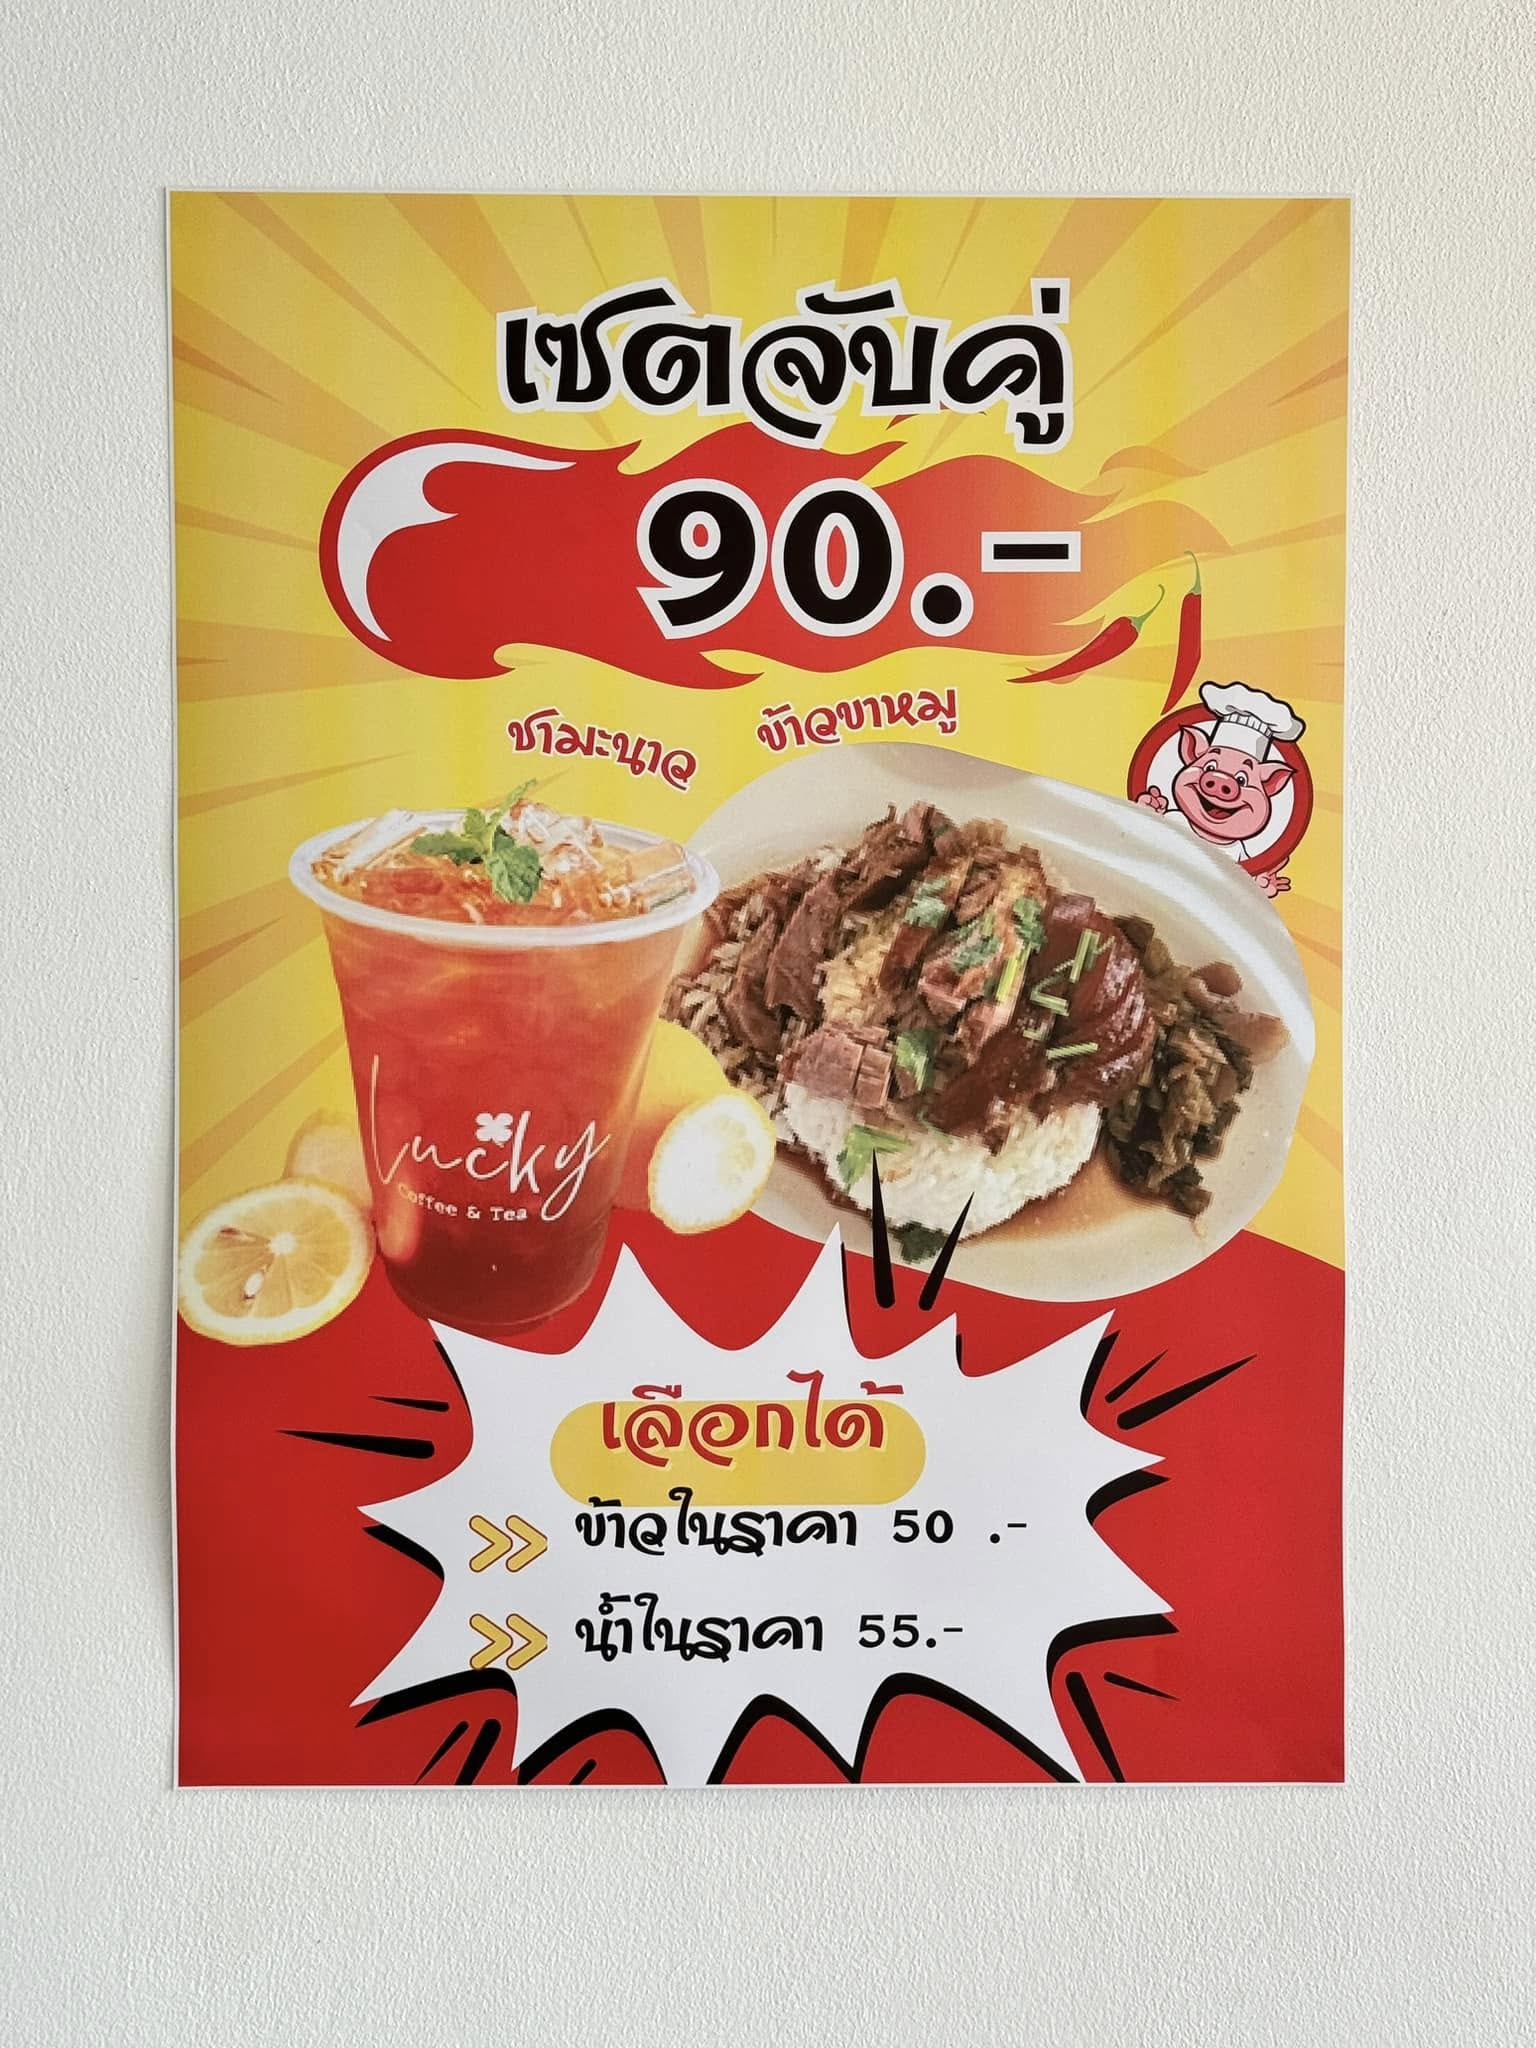 เซตจับคู่
90.-
ชามะนาว
ข้าวขาหมู
Lucky
Coffee & Tea
เลือกได้
ข้าวในราคา 50 .-
น้ำในราคา 55.-